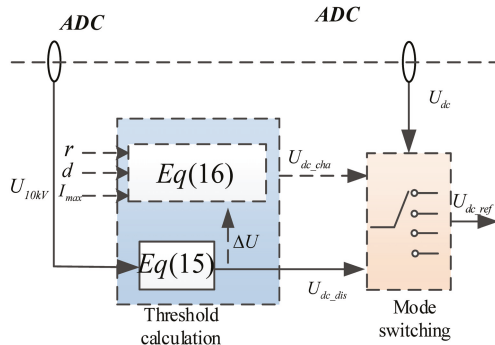 ADC
ADC
U_dc
r
d
I_max
U_10kV
Eq(16)
U_dc_cha
U_dc_ref
ΔU
Eq(15)
U_dc_dis
Threshold
calculation
Mode
switching